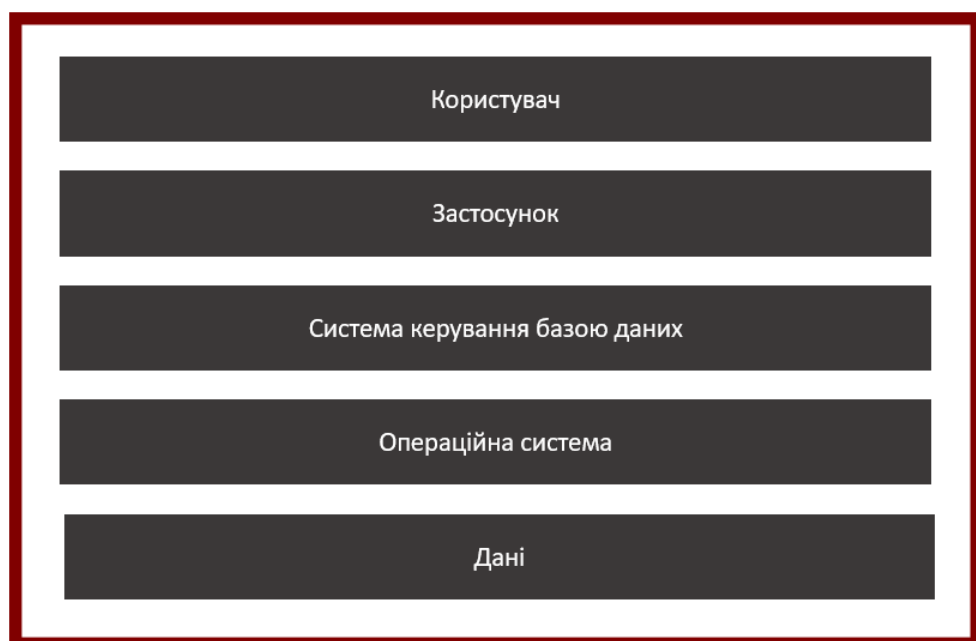 Користувач
Застосунок
Система керування базою даних
Операційна система
Дані